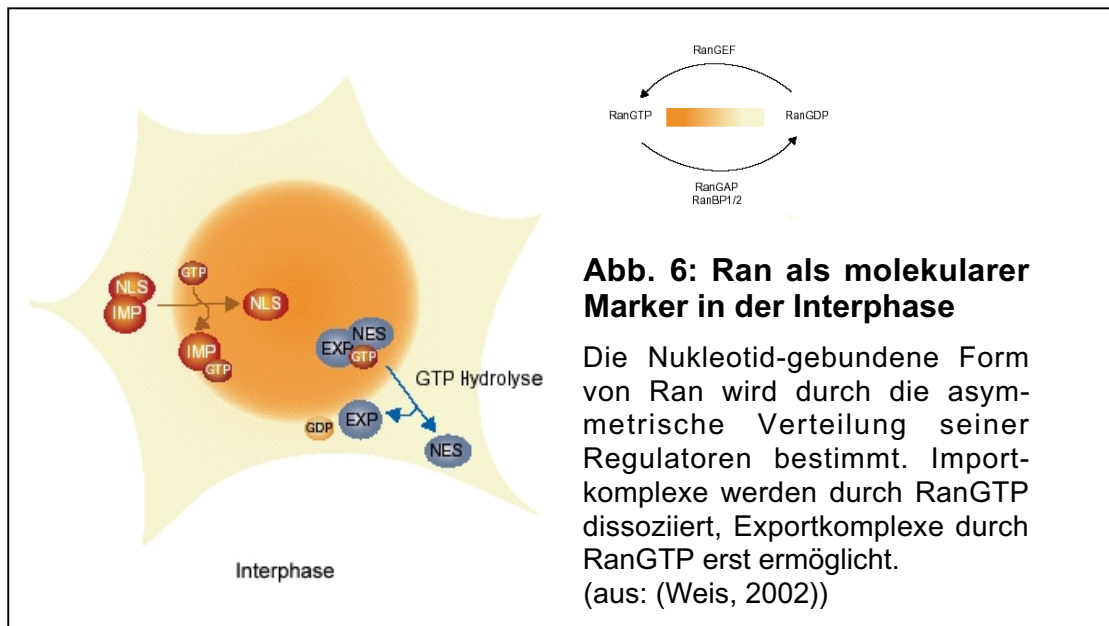 RanGEF
RanTP
RanGDP
RanGAP
RanBP1/2
NLS
IMP
GTP
NLS
IMP
GTP
NES
EXP
GTP
GTP Hydrolyse
GDP
EXP
NES
Interphase
Abb. 6: Ran als molekularer
Marker in der Interphase
Die Nukleotid-gebundene Form
von Ran wird durch die asym-
metrische Verteilung seiner
Regulatoren bestimmt. Import-
komplexe werden durch RanGTP
dissoziiert, Exportkomplexe durch
RanGTP erst ermöglicht.
(aus: (Weis, 2002))